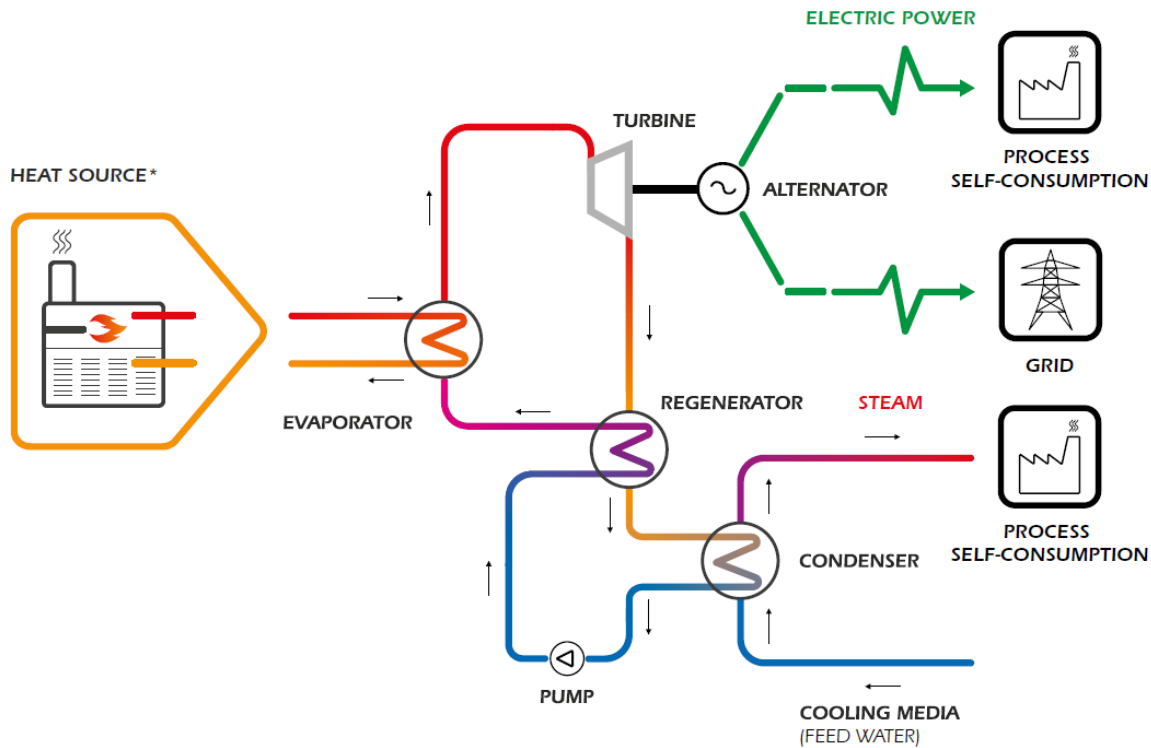 ELECTRIC POWER
TURBINE
HEAT SOURCE*
ALTERNATOR
PROCESS
SELF-CONSUMPTION
GRID
EVAPORATOR
REGENERATOR
STEAM
CONDENSER
PROCESS
SELF-CONSUMPTION
PUMP
COOLING MEDIA
(FEED WATER)